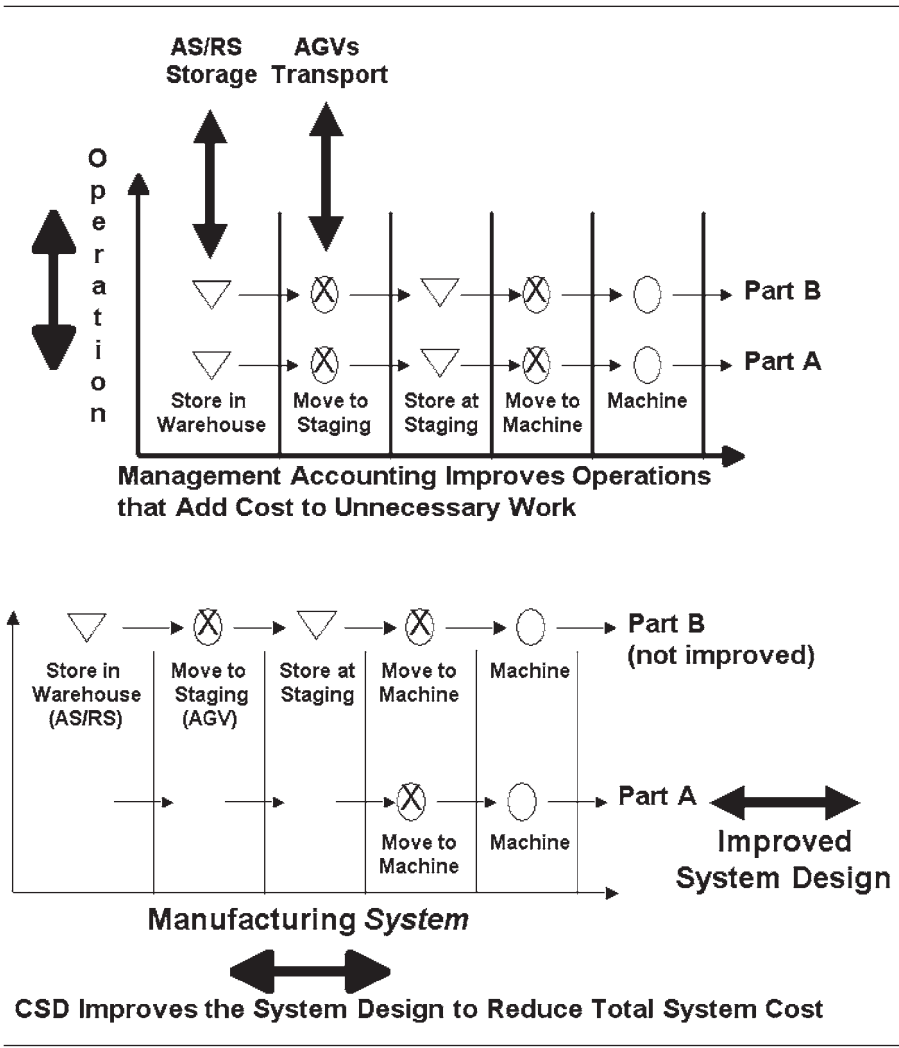 AS/RS
Storage
AGVs
Transport
Operation
X
X
Part B
X
X
Part A
Store in
Warehouse
Move to
Staging
Store at
Staging
Move to
Machine
Machine
Management Accounting Improves Operations
that Add Cost to Unnecessary Work
X
X
Part B
(not improved)
Store in
Warehouse
(AS/RS)
Move to
Staging
(AGV)
Store at
Staging
Move to
Machine
Machine
X
Part A
Move to
Machine
Machine
Improved
System Design
Manufacturing System
CSD Improves the System Design to Reduce Total System Cost